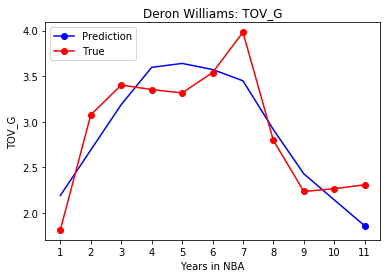 Deron Williams: TOV_G
Prediction
True
4.0
3.5
3.0
2.5
2.0
TOV_G
1 2 3 4 5 6 7 8 9 10 11
Years in NBA